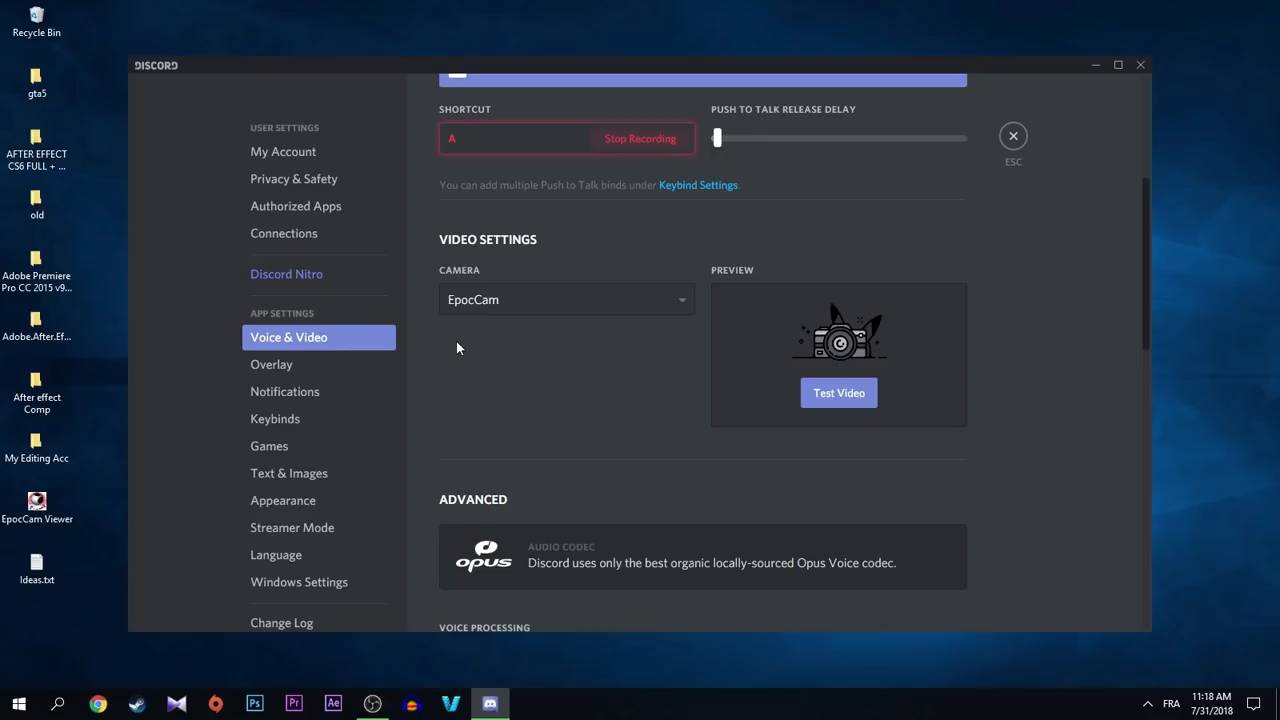 Recycle Bin
gta5
AFTER EFFECT
CS6 FULL + ...
old
Adobe Premiere
Pro CC 2015 v9...
Adobe.After.Ef...
After effect
Comp
My Editing Acc
EpocCam Viewer
Ideas.txt
DISCORD
USER SETTINGS
My Account
Privacy & Safety
Authorized Apps
Connections
Discord Nitro
APP SETTINGS
Voice & Video
Overlay
Notifications
Keybinds
Games
Text & Images
Appearance
Streamer Mode
Language
Windows Settings
Change Log
SHORTCUT
A
Stop Recording
PUSH TO TALK RELEASE DELAY
ESC
You can add multiple Push to Talk binds under Keybind Settings.
VIDEO SETTINGS
CAMERA
EpocCam
PREVIEW
Test Video
ADVANCED
opus
AUDIO CODEC
Discord uses only the best organic locally-sourced Opus Voice codec.
VOICE PROCESSING
Ps
Pr
Ae
FR
11:18 AM
7/31/2018